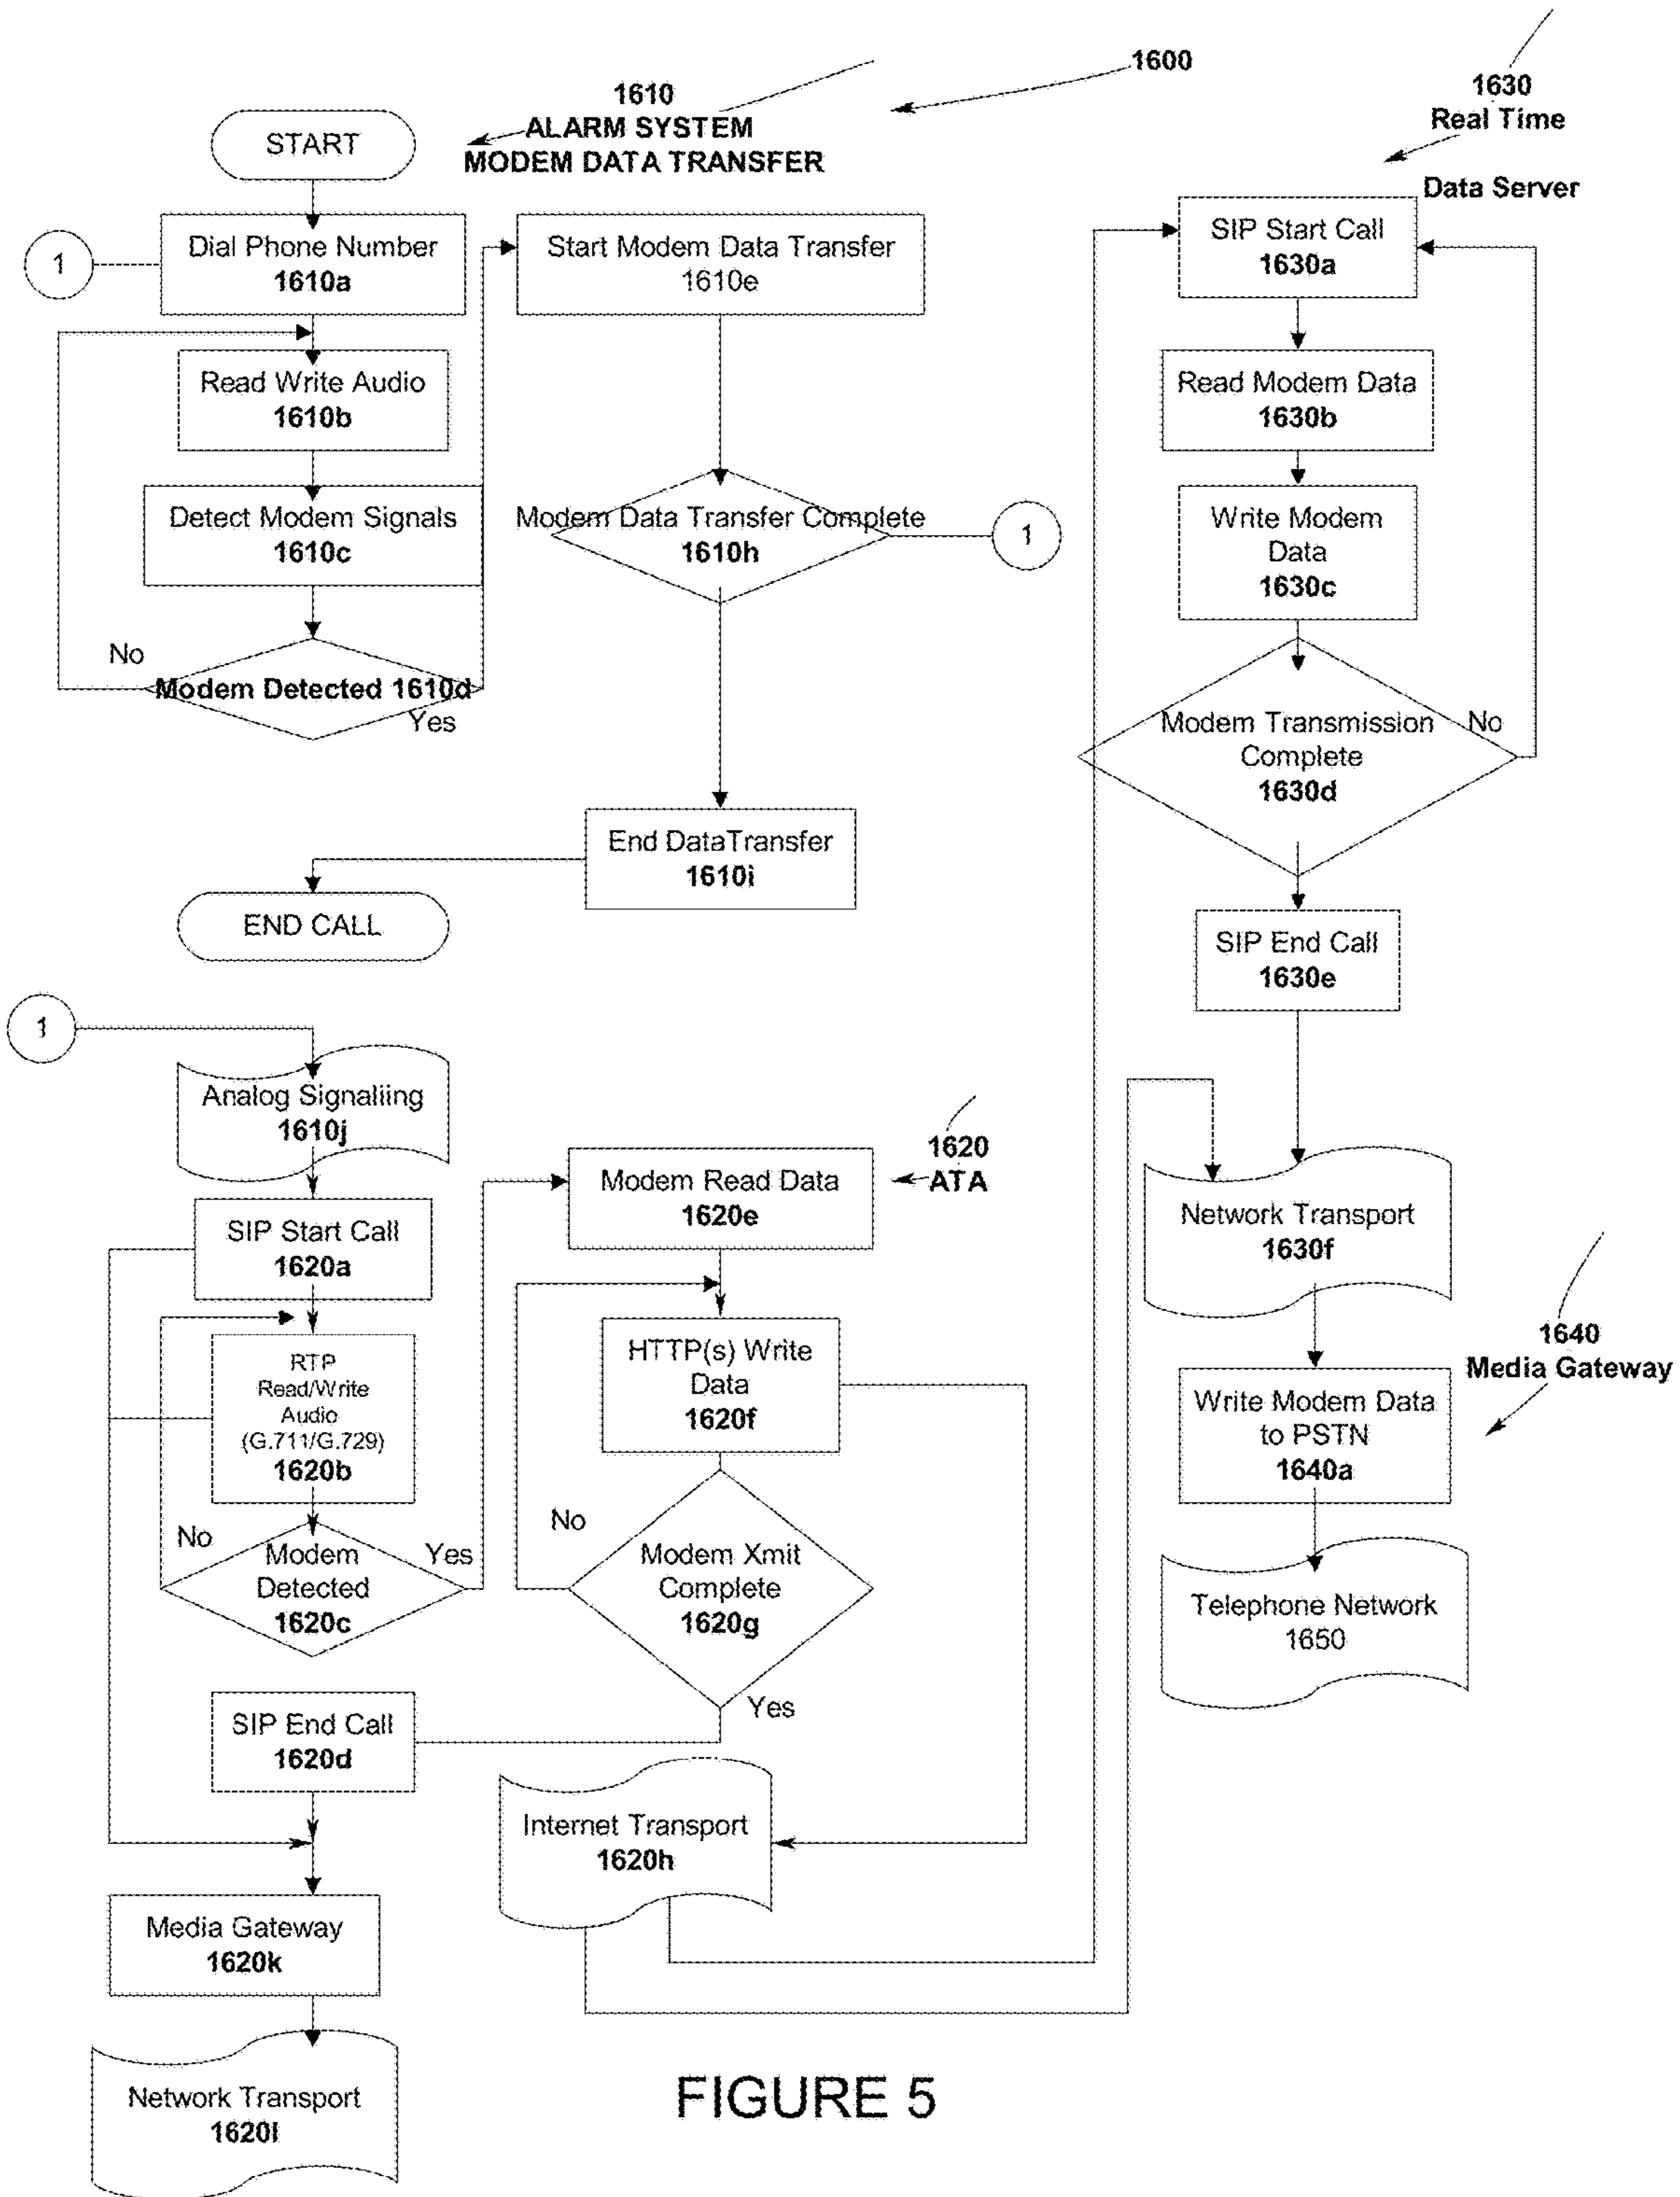 1600
1610
ALARM SYSTEM
MODEM DATA TRANSFER
1630
Real Time
Data Server
START
1
Dial Phone Number
1610a
Read Write Audio
1610b
Detect Modem Signals
1610c
No
Modem Detected 1610d
Yes
Start Modem Data Transfer
1610e
Modem Data Transfer Complete
1610h
1
End DataTransfer
1610i
END CALL
SIP Start Call
1630a
Read Modem Data
1630b
Write Modem
Data
1630c
Modem Transmission
Complete
1630d
No
SIP End Call
1630e
Network Transport
1630f
1640
Media Gateway
Write Modem Data
to PSTN
1640a
Telephone Network
1650
1
Analog Signaliing
1610j
SIP Start Call
1620a
RTP
Read/Write
Audio
(G.711/G.729)
1620b
No
Modem
Detected
1620c
Yes
SIP End Call
1620d
Media Gateway
1620k
Network Transport
1620l
1620
ATA
Modem Read Data
1620e
HTTP(s) Write
Data
1620f
No
Modem Xmit
Complete
1620g
Yes
Internet Transport
1620h
FIGURE 5